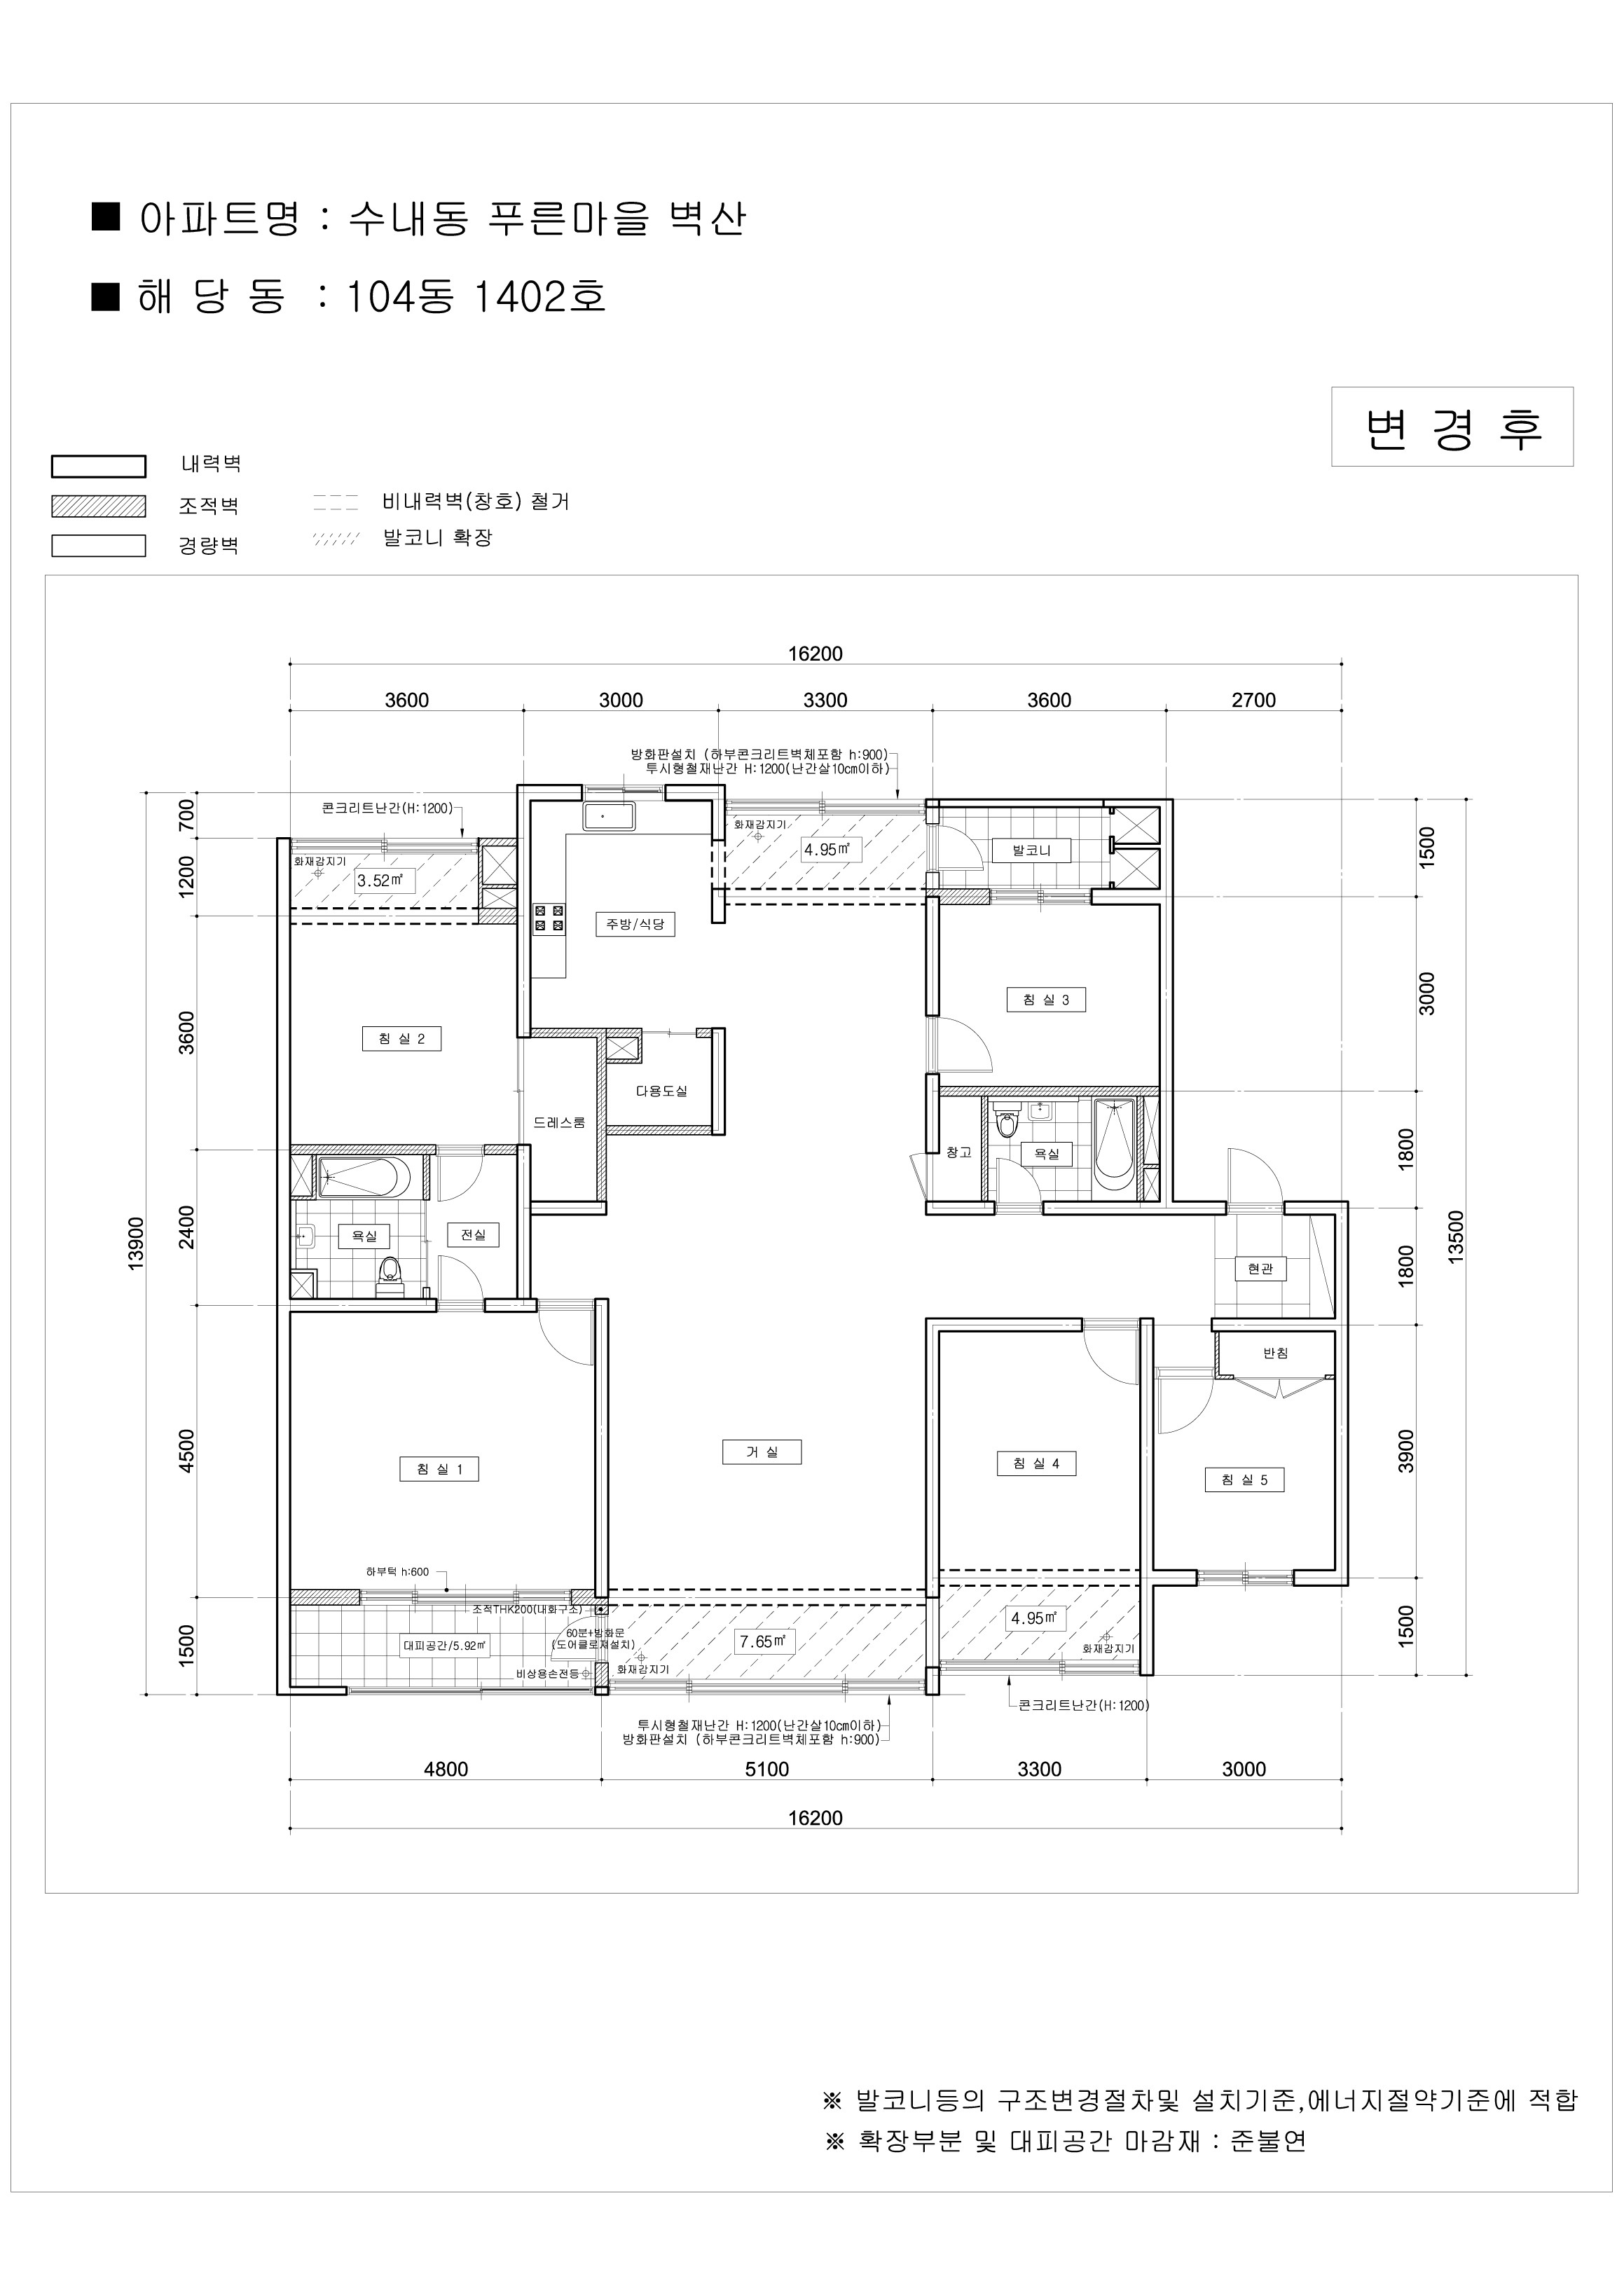 ■ 아파트명 : 수내동 푸른마을 벽산
■ 해 당 동 : 104동 1402호
변 경 후
내력벽
조적벽
경량벽
비내력벽(창호) 철거
발코니 확장
16200
3600 3000 3300 3600 2700
방화판설치 (하부콘크리트벽체포함 h:900)
투시형철재난간 H:1200(난간살10cm이하)
콘크리트난간(H:1200)
13900
700
1200
3600
2400
4500
1500
화재감지기
3.52㎡
화재감지기
4.95㎡
발코니
주방/식당
침 실 3
침 실 2
다용도실
드레스룸
창고
욕실
욕실
전실
현관
반침
거 실
침 실 1
침 실 4
침 실 5
하부턱 h:600
조적THK200(내화구조)
60분+방화문
(도어클로져설치)
대피공간/5.92㎡
비상용손전등
화재감지기
7.65㎡
4.95㎡
화재감지기
콘크리트난간(H:1200)
투시형철재난간 H:1200(난간살10cm이하)
방화판설치 (하부콘크리트벽체포함 h:900)
1500
3000
1800
1800
3900
1500
13500
4800 5100 3300 3000
16200
※ 발코니등의 구조변경절차및 설치기준,에너지절약기준에 적합
※ 확장부분 및 대피공간 마감재 : 준불연